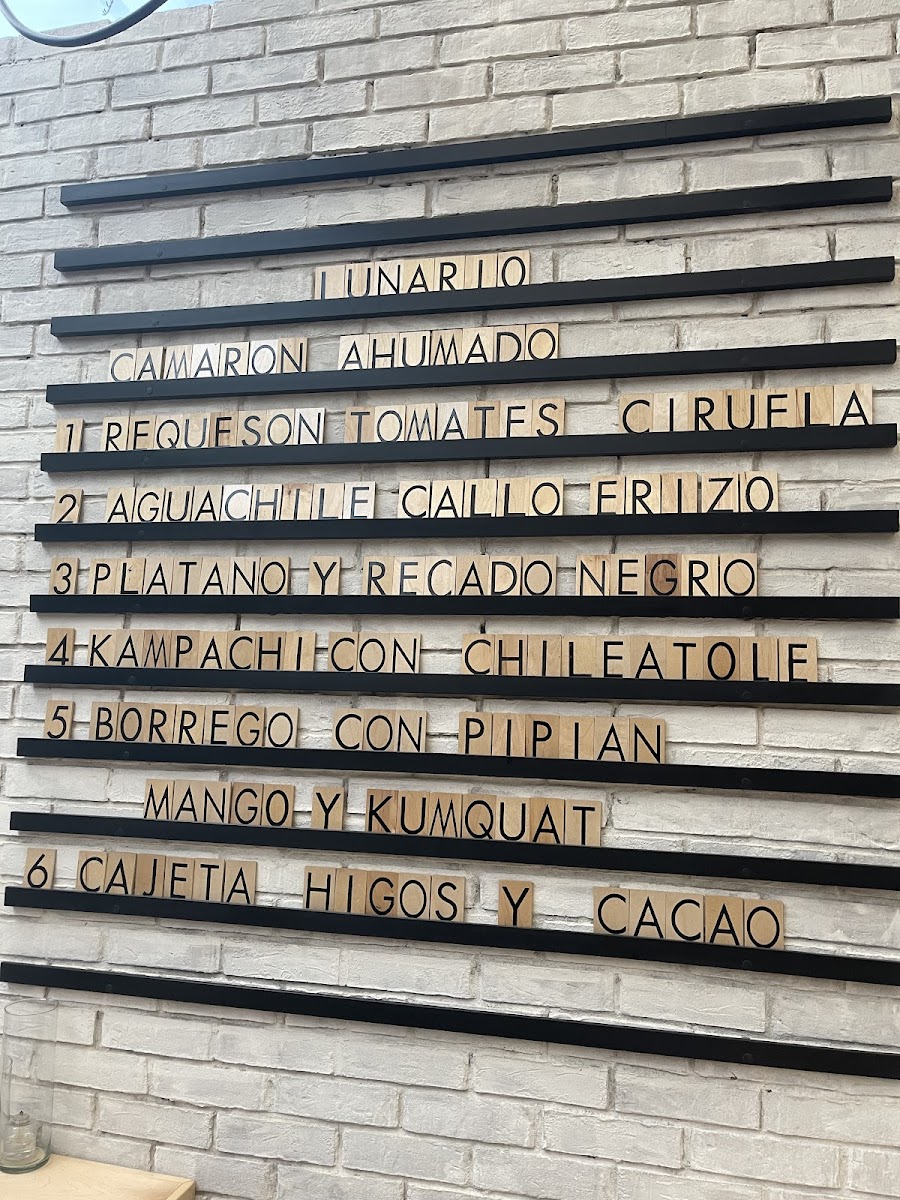 LUNARIO
CAMARON AHUMADO
1 REQUESON TOMATES CIRUELA
2 AGUACHILE CALLO ERIZO
3 PLATANO Y RECADO NEGRO
4 KAMPACHI CON CHILEATOLE
5 BORREGO CON PIPIAN
MANGO Y KUMQUAT
6 CAJETA HIGOS Y CACAO